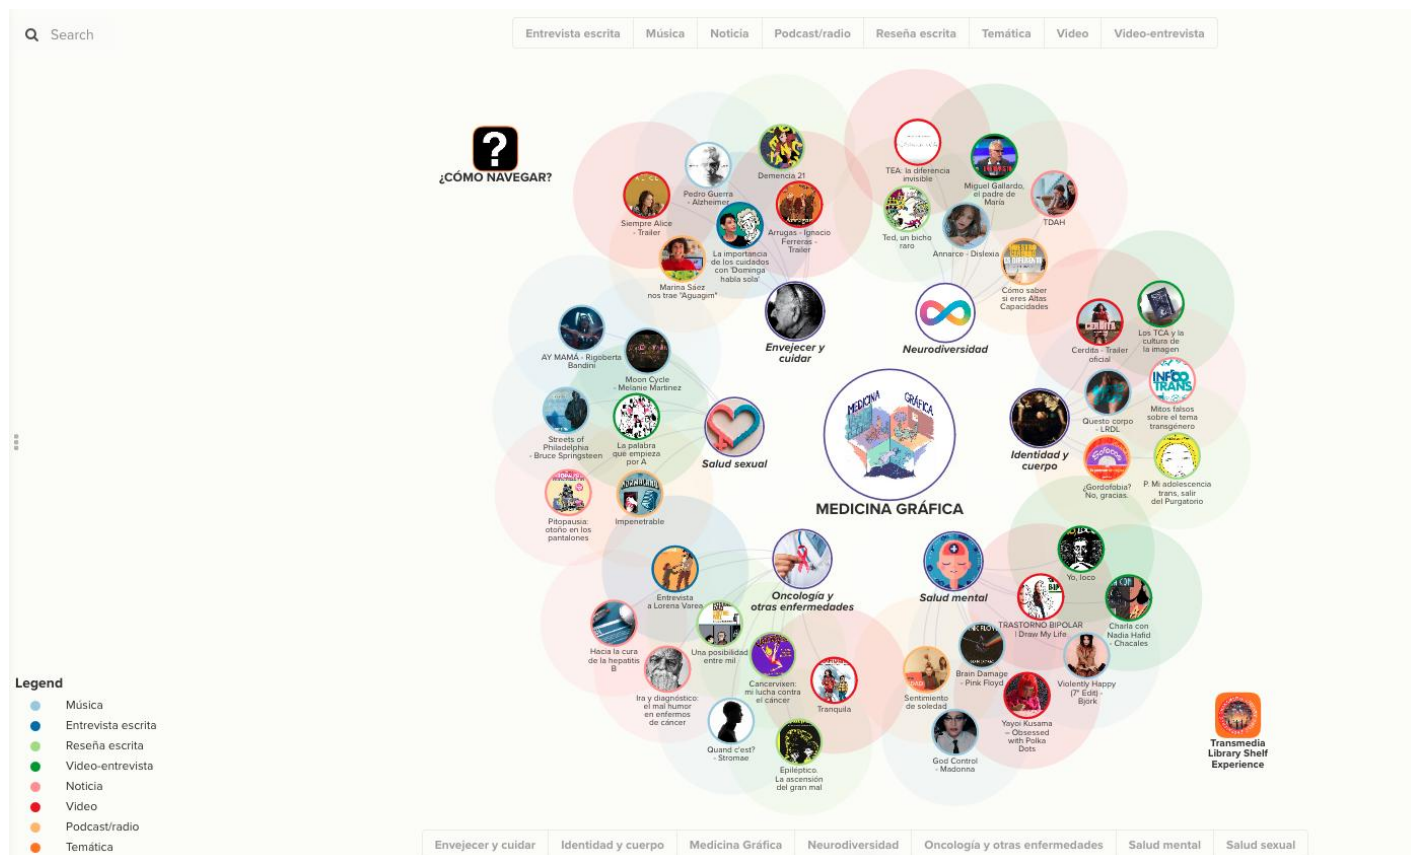 Search
Entrevista escrita
Música
Noticia
Podcast/radio
Reseña escrita
Temática
Video
Video-entrevista
?
¿CÓMO NAVEGAR?
Siempre Alice
- Trailer
Pedro Guerra
- Alzheimer
Demencia 21
La importancia
de los cuidados
con 'Dominga
habla sola'
Arrugas - Ignacio
Ferreras -
Trailer
Marina Sáez
nos trae "Aguagim"
Envejecer y
cuidar
TEA: la diferencia
invisible
Miguel Gallardo,
el padre de
María
TDAH
Ted, un bicho
raro
Annarce - Dislexia
Cómo saber
si eres Altas
Capacidades
Neurodiversidad
AY MAMÁ - Rigoberta
Bandini
Moon Cycle
- Melanie Martinez
Streets of
Philadelphia
- Bruce Springsteen
La palabra
que empieza
por A
Pitopausia:
otoño en los
pantalones
Impenetrable
Salud sexual
CERDITA
Cerdita - Trailer
oficial
Los TCA y la
cultura de
la imagen
Questo corpo
- LRDL
INFO
TRANS
Mitos falsos
sobre el tema
transgénero
¿Gordofobia?
No, gracias.
P. Mi adolescencia
trans, salir
del Purgatorio
Identidad y
cuerpo
MEDICINA GRÁFICA
MEDICINA GRÁFICA
Entrevista
a Lorena Varea
Hacia la cura
de la hepatitis
B
Una posibilidad
entre mil
Ira y diagnóstico:
el mal humor
en enfermos
de cáncer
Cancervixen:
mi lucha contra
el cáncer
Tranquila
Quand c'est?
- Stromae
Epiléptico.
La ascensión
del gran mal
Oncología y
otras enfermedades
Salud mental
Yo, loco
TRASTORNO BIPOLAR
| Draw My Life
Charla con
Nadia Hafid
- Chacales
Brain Damage
- Pink Floyd
Violently Happy
(7" Edit) -
Bjork
Sentimiento
de soledad
Yayoi Kusama
– Obsessed
with Polka
Dots
God Control
- Madonna
Transmedia
Library Shelf
Experience
Legend
Música
Entrevista escrita
Reseña escrita
Video-entrevista
Noticia
Video
Podcast/radio
Temática
Envejecer y cuidar
Identidad y cuerpo
Medicina Gráfica
Neurodiversidad
Oncología y otras enfermedades
Salud mental
Salud sexual